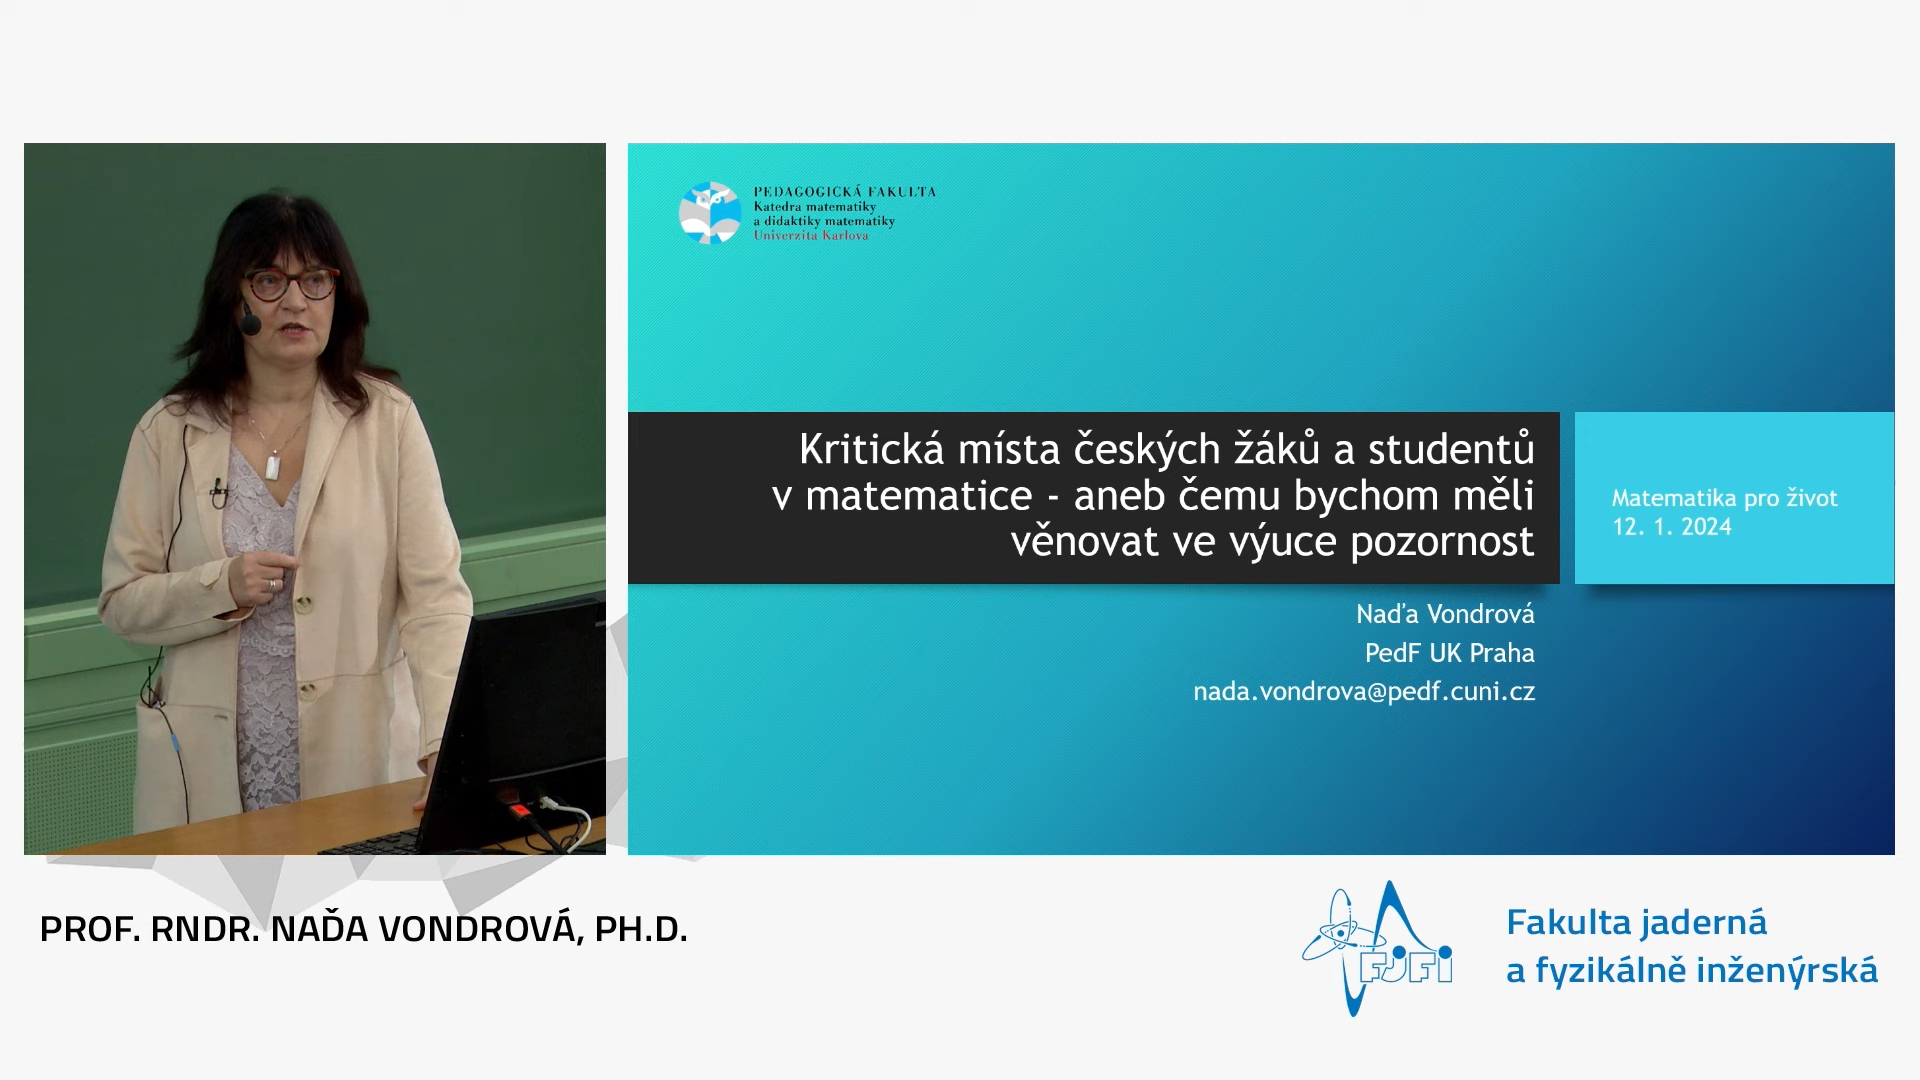 PEDAGOGICKÁ FAKULTA
Katedra matematiky
a didaktiky matematiky
Univerzita Karlova
Kritická místa českých žáků a studentů
v matematice - aneb čemu bychom měli
věnovat ve výuce pozornost
Matematika pro život
12. 1. 2024
Naďa Vondrová
PedF UK Praha
nada.vondrova@pedf.cuni.cz
PROF. RNDR. NAĎA VONDROVÁ, PH.D.
FJFI
Fakulta jaderná
a fyzikálně inženýrská